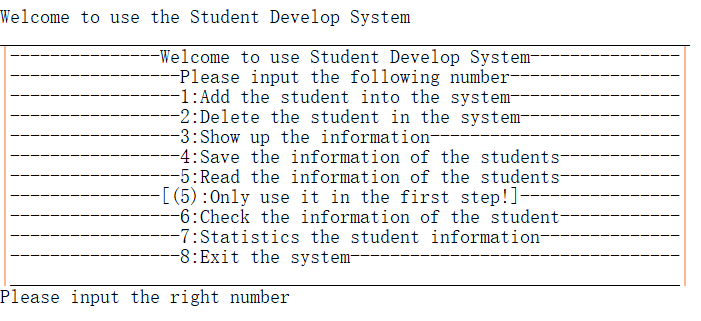 Welcome to use the Student Develop System
Welcome to use Student Develop System
Please input the following number
1:Add the student into the system
2:Delete the student in the system
3:Show up the information
4:Save the information of the students
5:Read the information of the students
[(5):Only use it in the first step!]
6:Check the information of the student
7:Statistics the student information
8:Exit the system
Please input the right number